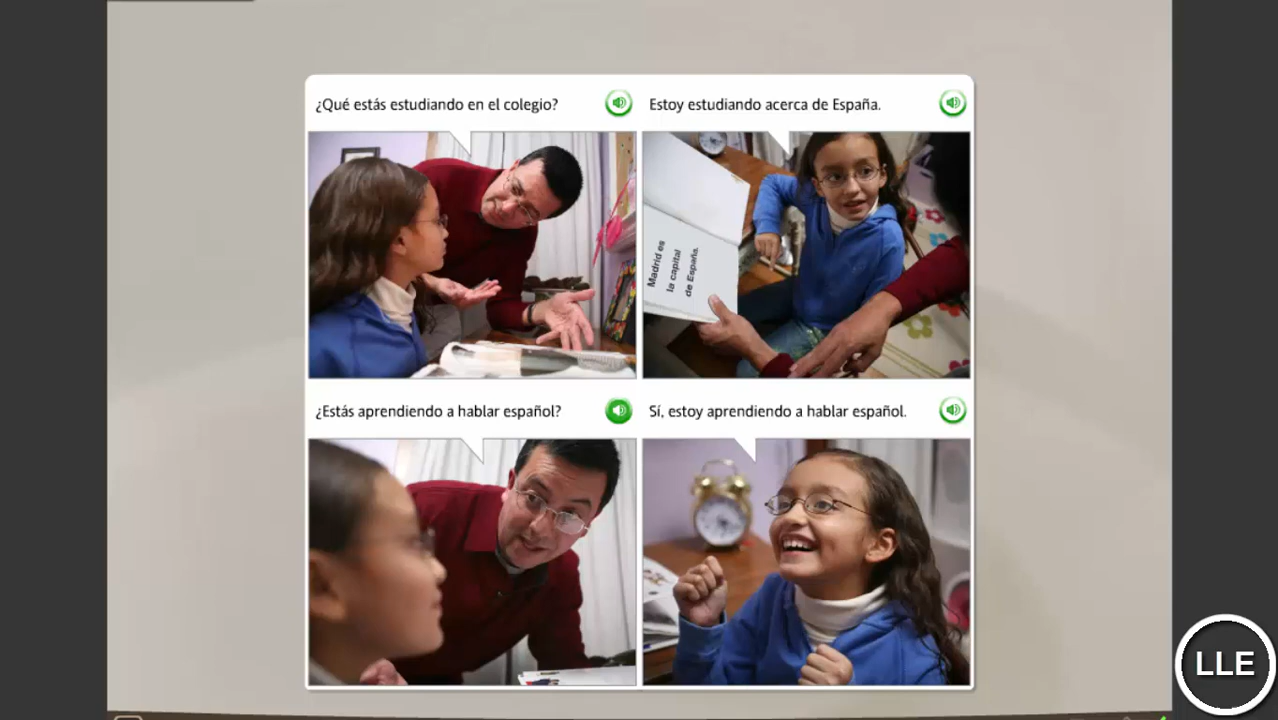 ¿Qué estás estudiando en el colegio?
Estoy estudiando acerca de España.
Madrid es
la capital
de España.
¿Estás aprendiendo a hablar español?
Sí, estoy aprendiendo a hablar español.
LLE